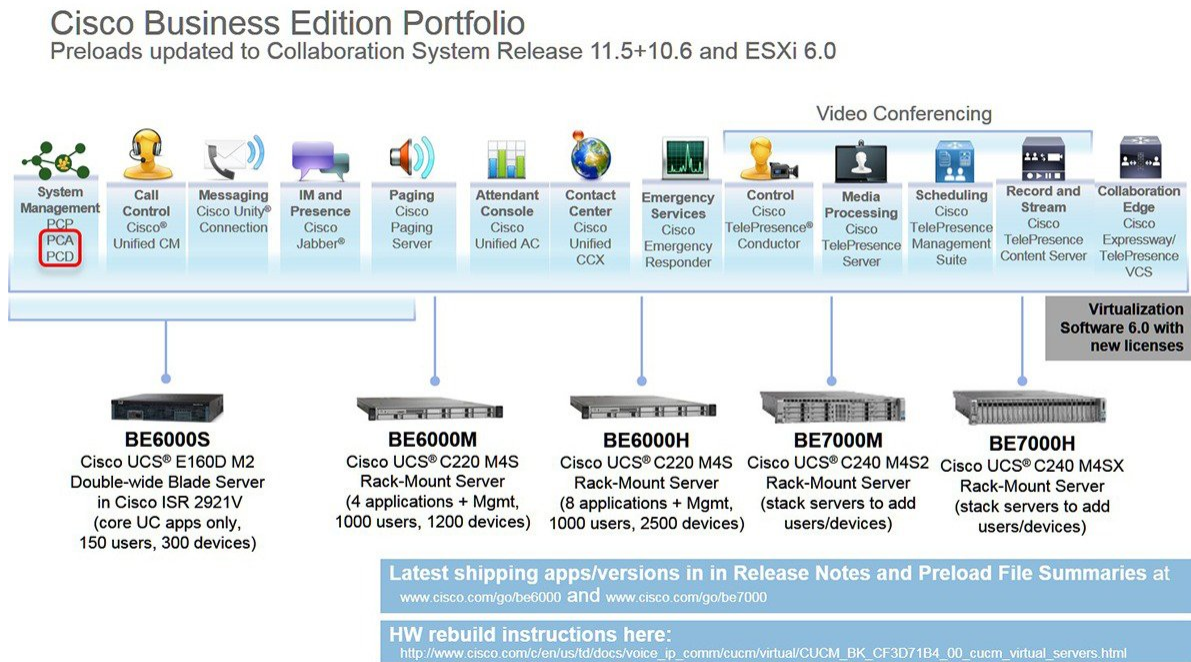 Cisco Business Edition Portfolio
Preloads updated to Collaboration System Release 11.5+10.6 and ESXi 6.0
Video Conferencing
System
Management
PCP
PCA
PCD
Call
Control
Cisco®
Unified CM
Messaging
Cisco Unity®
Connection
IM and
Presence
Cisco
Jabber®
Paging
Cisco
Paging
Server
Attendant
Console
Cisco
Unified AC
Contact
Center
Cisco
Unified
CCX
Emergency
Services
Cisco
Emergency
Responder
Control
Cisco
TelePresence®
Conductor
Media
Processing
Cisco
TelePresence
Server
Scheduling
Cisco
TelePresence
Management
Suite
Record and
Stream
Cisco
TelePresence
Content Server
Collaboration
Edge
Cisco
Expressway/
TelePresence
VCS
Virtualization
Software 6.0 with
new licenses
BE6000S
Cisco UCS® E160D M2
Double-wide Blade Server
in Cisco ISR 2921V
(core UC apps only,
150 users, 300 devices)
BE6000M
Cisco UCS® C220 M4S
Rack-Mount Server
(4 applications + Mgmt,
1000 users, 1200 devices)
BE6000H
Cisco UCS® C220 M4S
Rack-Mount Server
(8 applications + Mgmt,
1000 users, 2500 devices)
BE7000M
Cisco UCS® C240 M4S2
Rack-Mount Server
(stack servers to add
users/devices)
BE7000H
Cisco UCS® C240 M4SX
Rack-Mount Server
(stack servers to add
users/devices)
Latest shipping apps/versions in in Release Notes and Preload File Summaries at
www.cisco.com/go/be6000 and www.cisco.com/go/be7000
HW rebuild instructions here:
http://www.cisco.com/c/en/us/td/docs/voice_ip_comm/cucm/virtual/CUCM_BK_CF3D71B4_00_cucm_virtual_servers.html